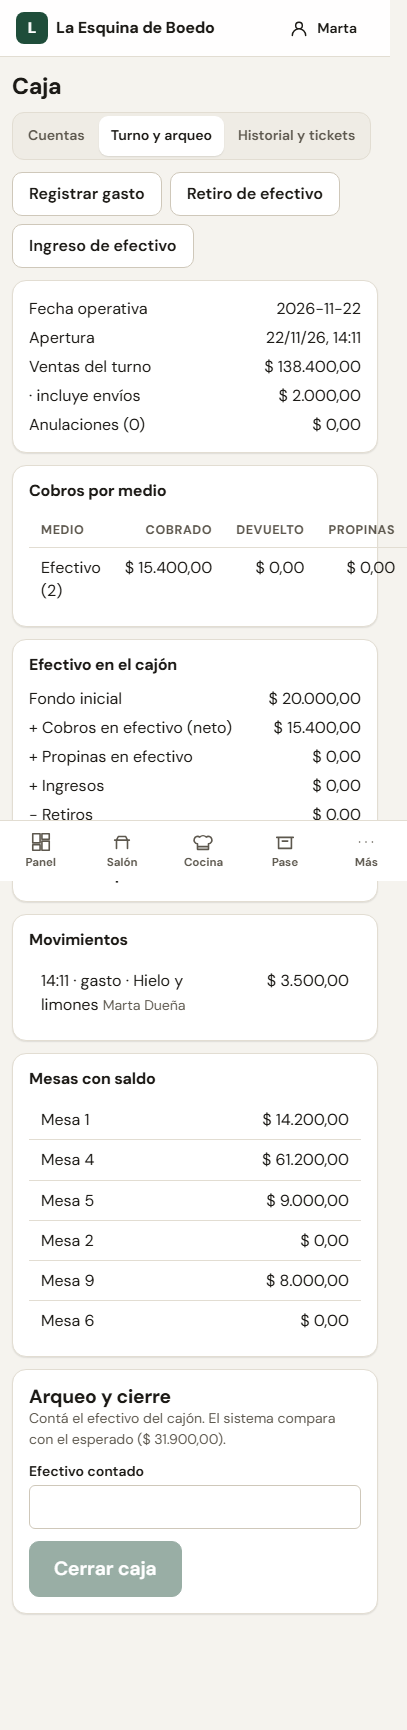 L La Esquina de Boedo Marta
Caja
Cuentas Turno y arqueo Historial y tickets
Registrar gasto Retiro de efectivo
Ingreso de efectivo
Fecha operativa 2026-11-22
Apertura 22/11/26, 14:11
Ventas del turno $ 138.400,00
· incluye envíos $ 2.000,00
Anulaciones (0) $ 0,00
Cobros por medio
MEDIO COBRADO DEVUELTO PROPINAS
Efectivo (2) $ 15.400,00 $ 0,00 $ 0,00
Efectivo en el cajón
Fondo inicial $ 20.000,00
+ Cobros en efectivo (neto) $ 15.400,00
+ Propinas en efectivo $ 0,00
+ Ingresos $ 0,00
− Retiros $ 0,00
Panel Salón Cocina Pase Más
Movimientos
14:11 · gasto · Hielo y $ 3.500,00
limones Marta Dueña
Mesas con saldo
Mesa 1 $ 14.200,00
Mesa 4 $ 61.200,00
Mesa 5 $ 9.000,00
Mesa 2 $ 0,00
Mesa 9 $ 8.000,00
Mesa 6 $ 0,00
Arqueo y cierre
Contá el efectivo del cajón. El sistema compara
con el esperado ($ 31.900,00).
Efectivo contado
Cerrar caja